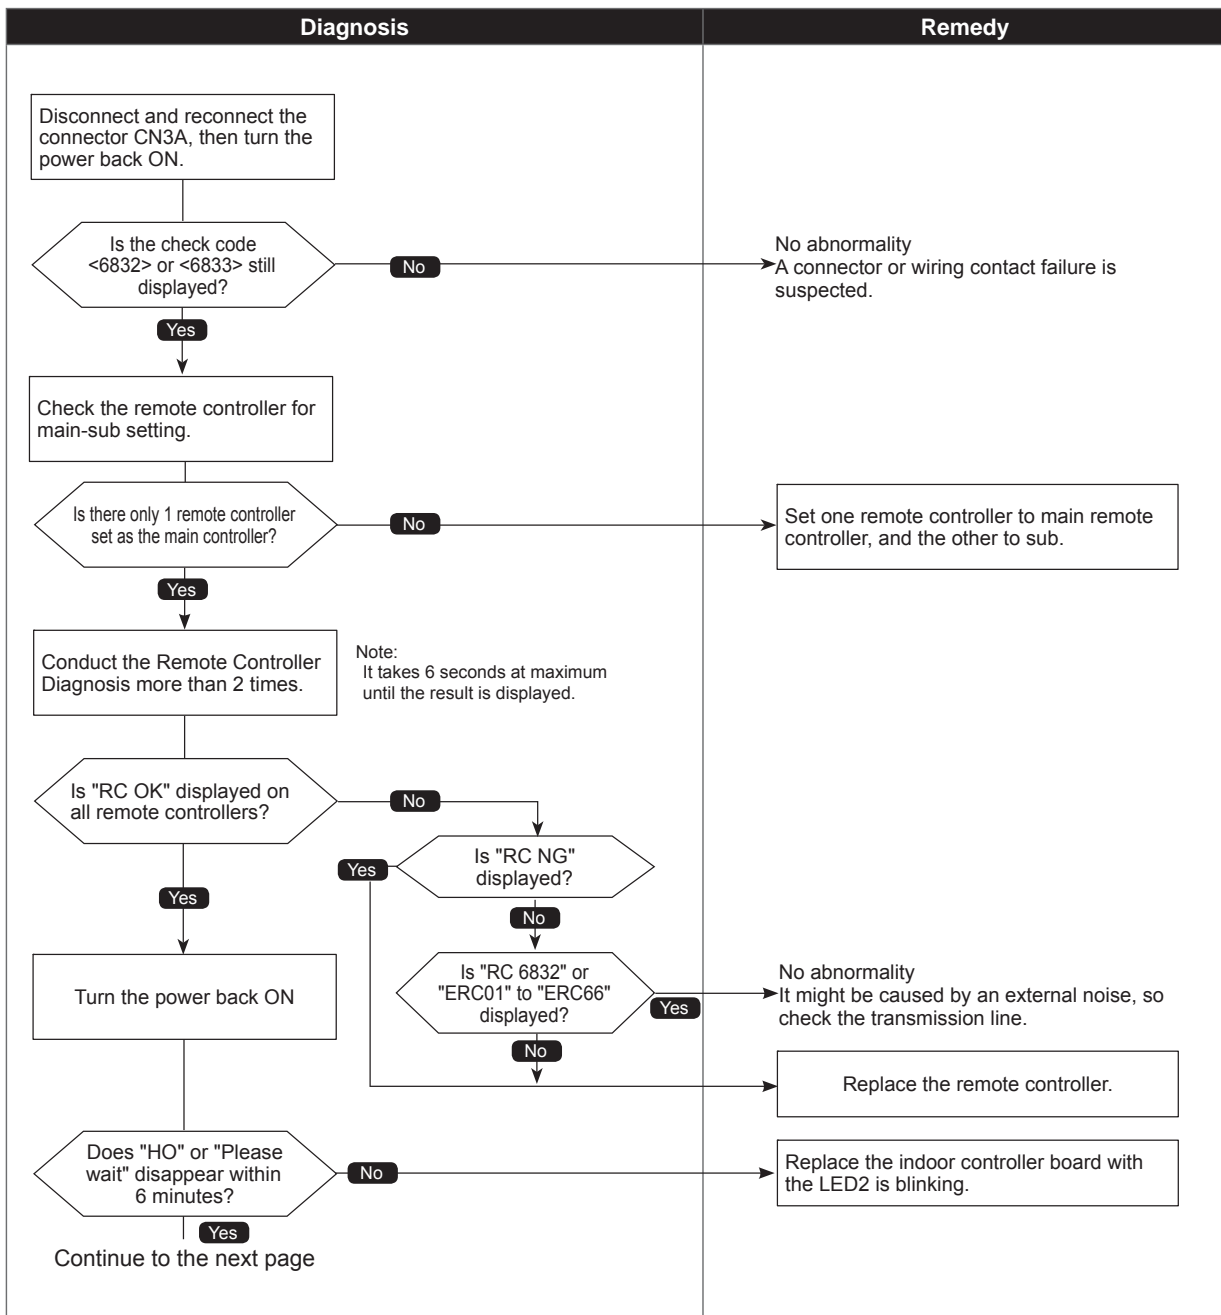 Diagnosis
Remedy
Disconnect and reconnect the
connector CN3A, then turn the
power back ON.
Is the check code
<6832> or <6833> still
displayed?
No
No abnormality
A connector or wiring contact failure is
suspected.
Yes
Check the remote controller for
main-sub setting.
Is there only 1 remote controller
set as the main controller?
No
Set one remote controller to main remote
controller, and the other to sub.
Yes
Conduct the Remote Controller
Diagnosis more than 2 times.
Note:
It takes 6 seconds at maximum
until the result is displayed.
Is "RC OK" displayed on
all remote controllers?
No
Is "RC NG"
displayed?
Yes
Yes
No
Is "RC 6832" or
"ERC01" to "ERC66"
displayed?
Yes
No abnormality
It might be caused by an external noise, so
check the transmission line.
Turn the power back ON
No
Replace the remote controller.
Does "HO" or "Please
wait" disappear within
6 minutes?
No
Replace the indoor controller board with
the LED2 is blinking.
Yes
Continue to the next page